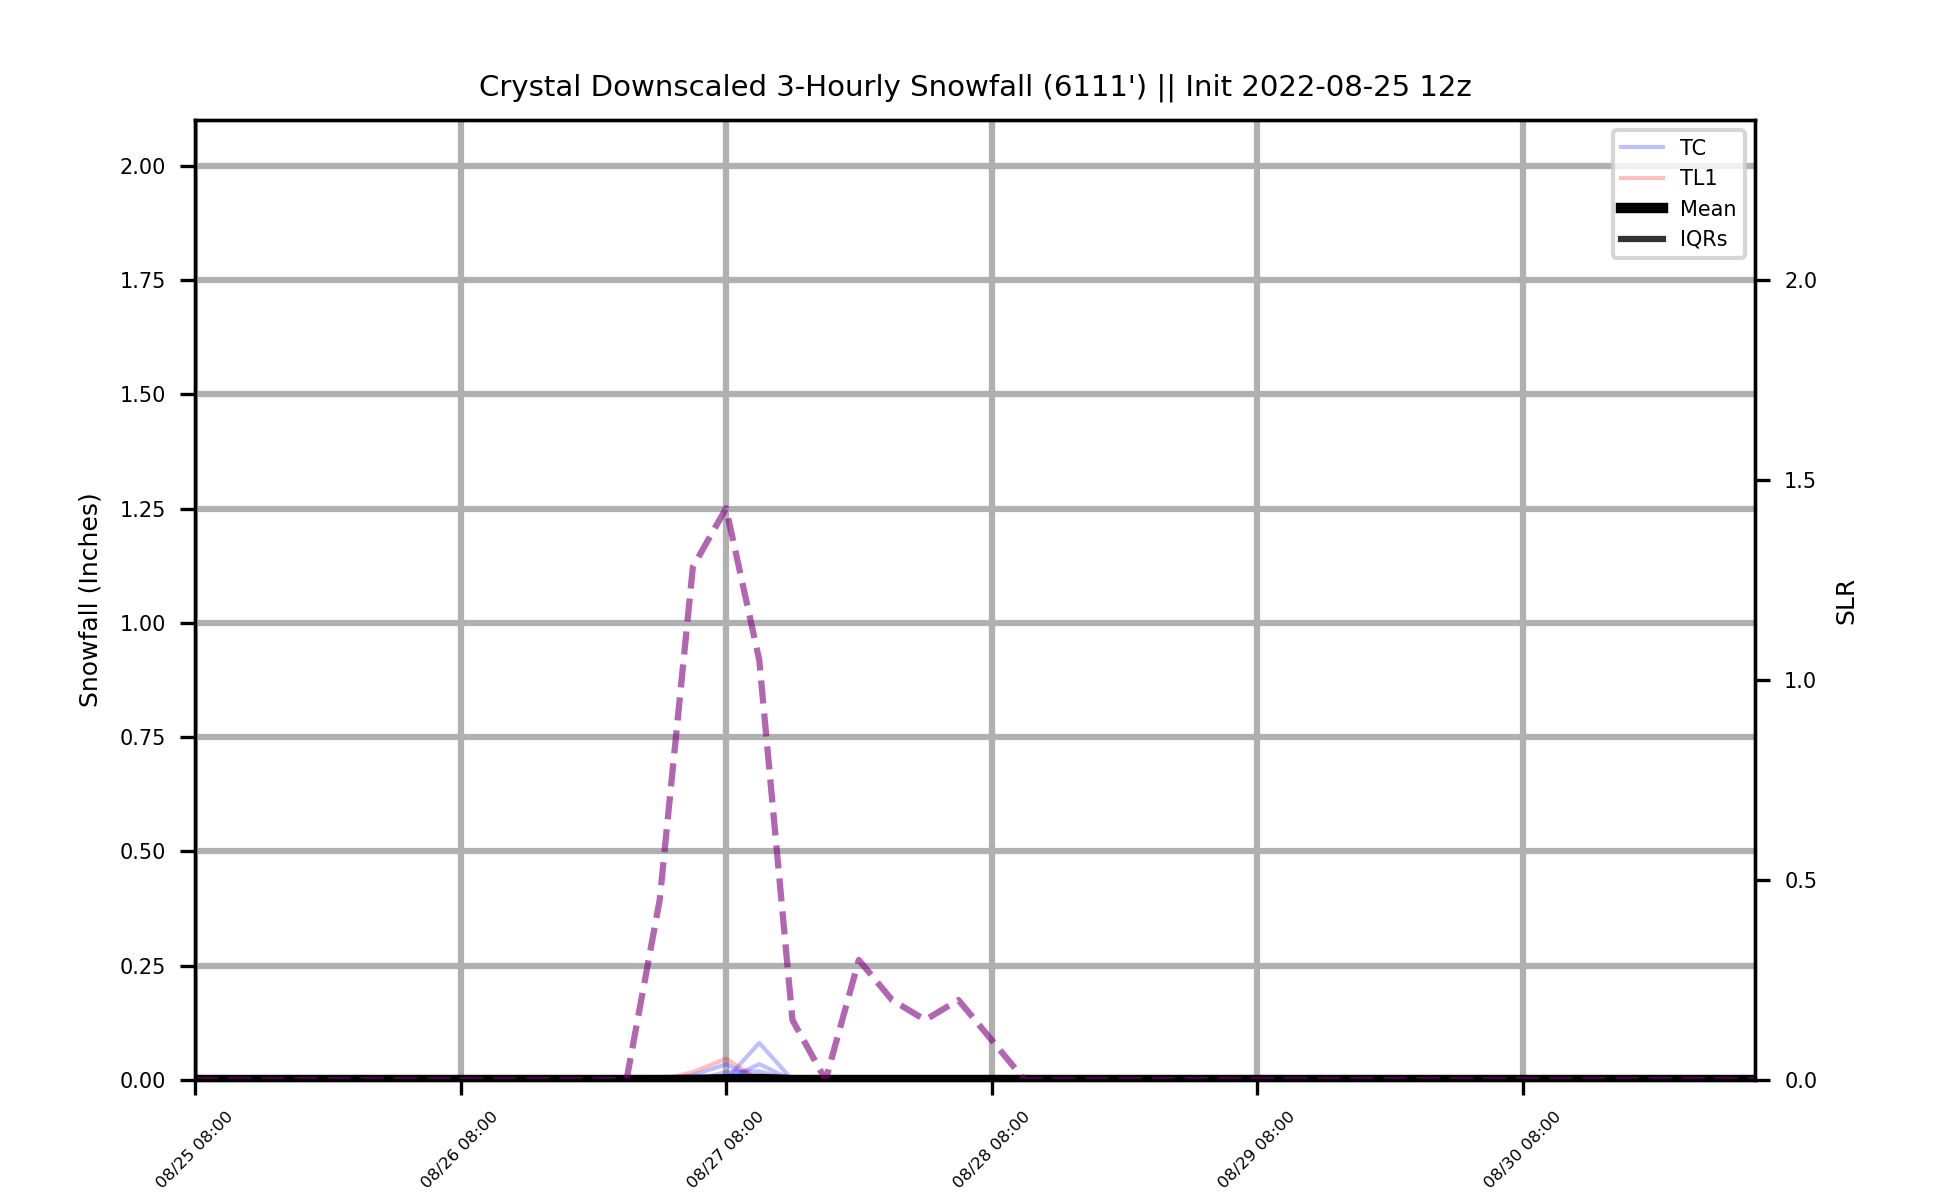 Crystal Downscaled 3-Hourly Snowfall (6111') || Init 2022-08-25 12z
TC
TL1
Mean
IQRs
Snowfall (Inches)
2.00
1.75
1.50
1.25
1.00
0.75
0.50
0.25
0.00
2.0
1.5
1.0
0.5
0.0
SLR
08/25 08:00
08/26 08:00
08/27 08:00
08/28 08:00
08/29 08:00
08/30 08:00